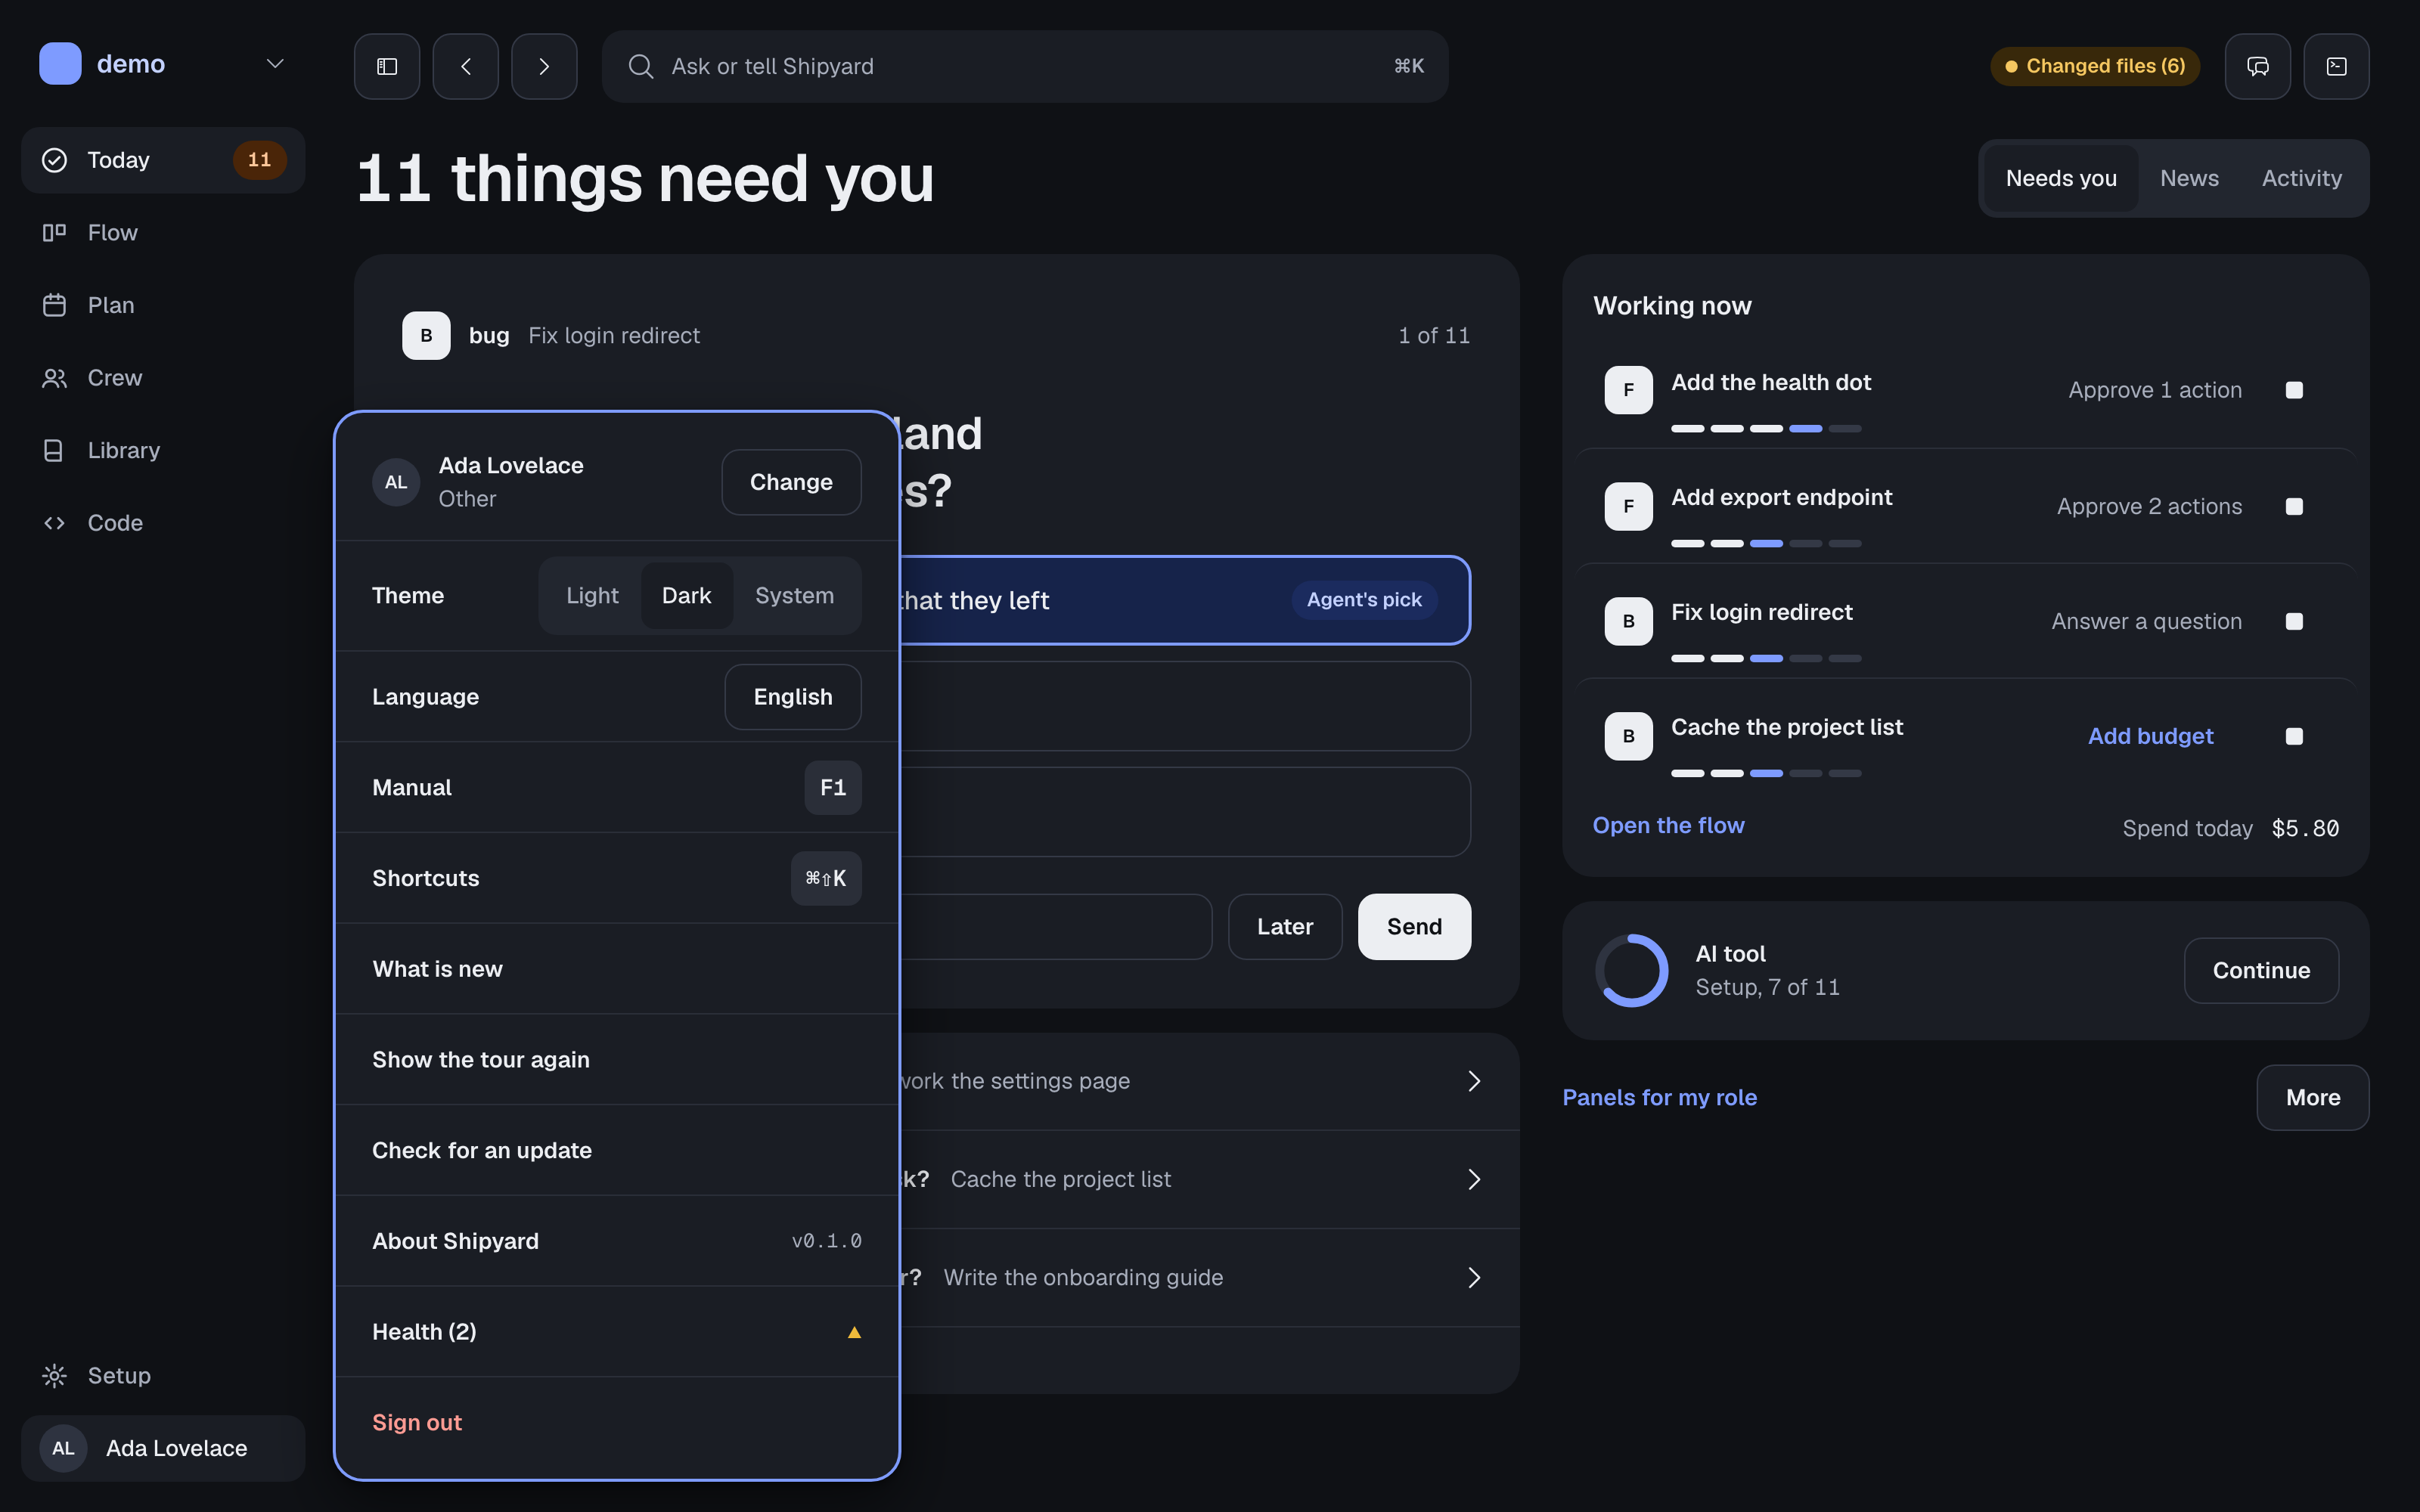 demo
Ask or tell Shipyard
⌘K
Changed files (6)
Today
11
Flow
Plan
Crew
Library
Code
Setup
AL
Ada Lovelace
11 things need you
Needs you
News
Activity
B
bug
Fix login redirect
1 of 11
land
es?
that they left
Agent's pick
Later
Send
work the settings page
k?
Cache the project list
r?
Write the onboarding guide
AL
Ada Lovelace
Other
Change
Theme
Light
Dark
System
Language
English
Manual
F1
Shortcuts
⌘⇧K
What is new
Show the tour again
Check for an update
About Shipyard
v0.1.0
Health (2)
Sign out
Working now
F
Add the health dot
Approve 1 action
F
Add export endpoint
Approve 2 actions
B
Fix login redirect
Answer a question
B
Cache the project list
Add budget
Open the flow
Spend today
$5.80
AI tool
Setup, 7 of 11
Continue
Panels for my role
More